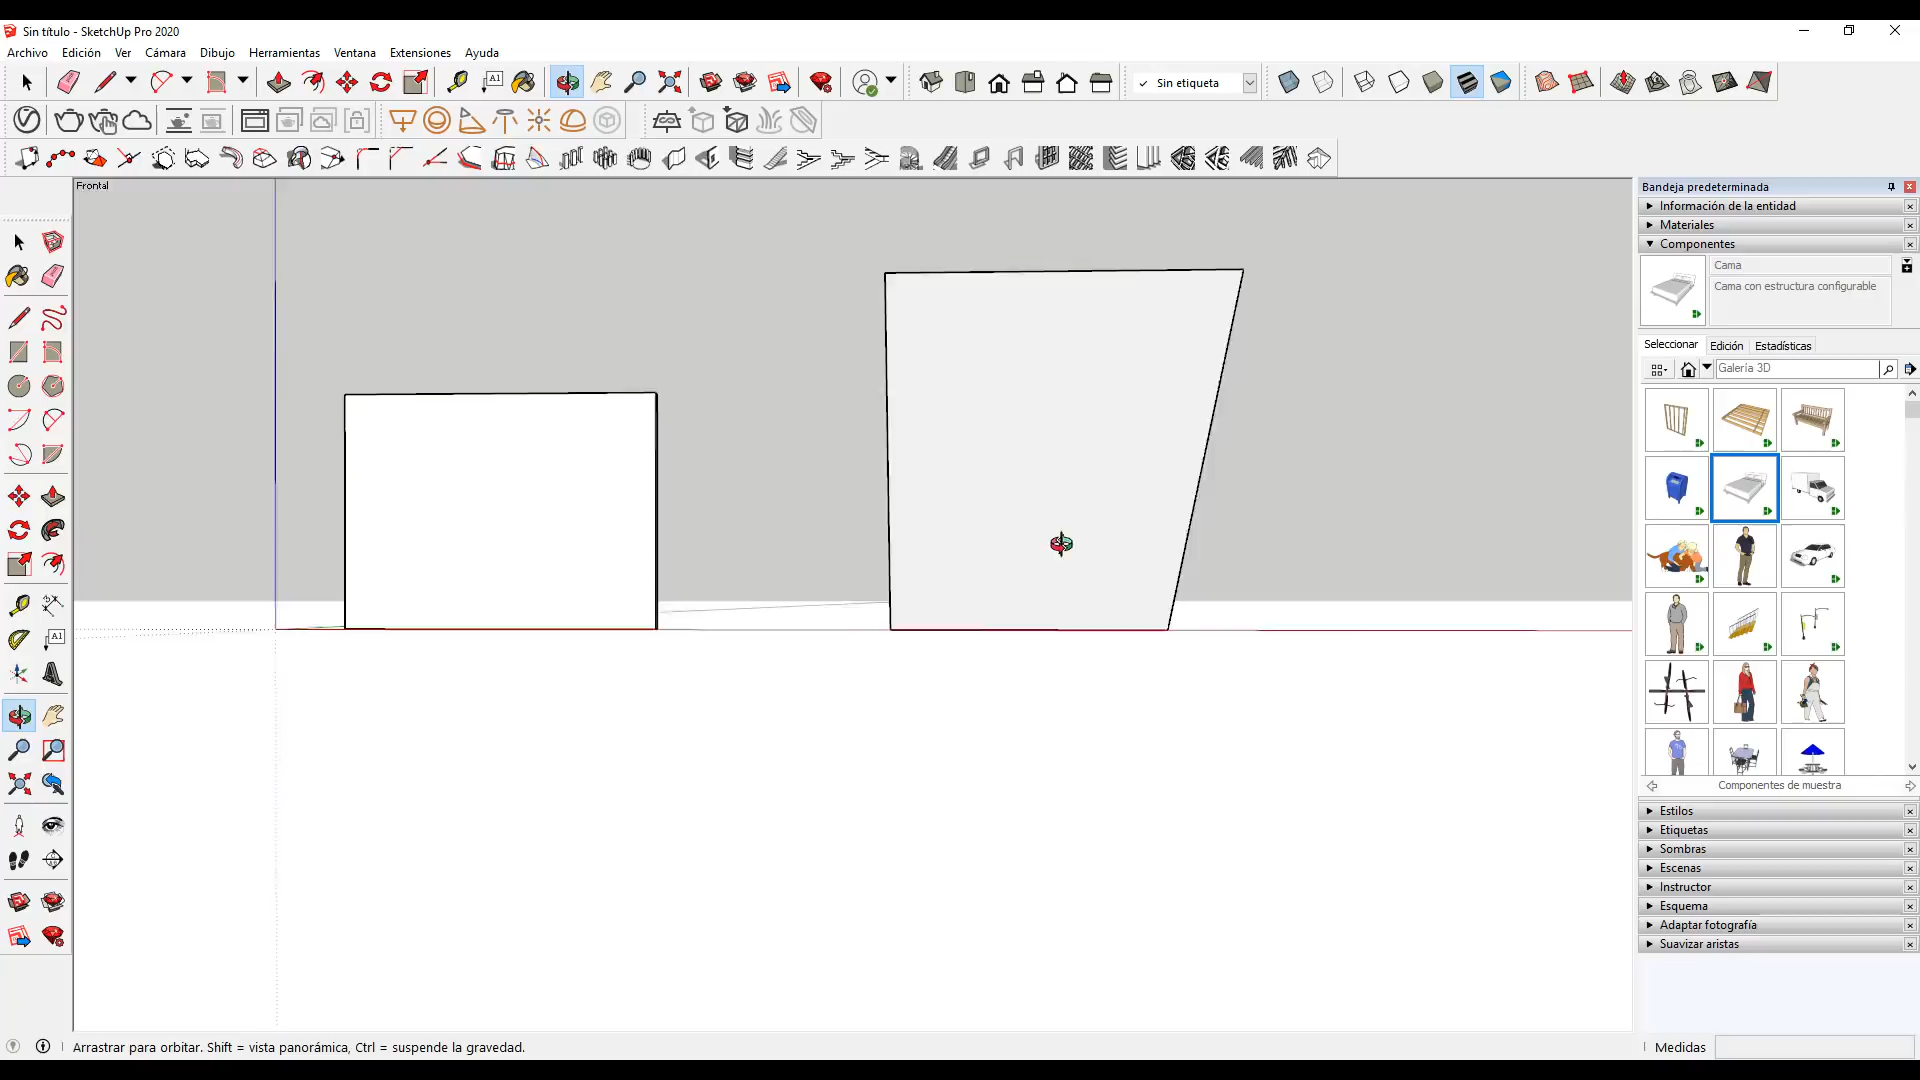 Sin título - SketchUp Pro 2020
Archivo Edición Ver Cámara Dibujo Herramientas Ventana Extensiones Ayuda
A1
✓ Sin etiqueta
Frontal
A1
Bandeja predeterminada
Información de la entidad
Materiales
Componentes
Cama
Cama con estructura configurable
Seleccionar Edición Estadísticas
Galería 3D
Componentes de muestra
Estilos
Etiquetas
Sombras
Escenas
Instructor
Esquema
Adaptar fotografía
Suavizar aristas
Arrastrar para orbitar. Shift = vista panorámica, Ctrl = suspende la gravedad.
Medidas